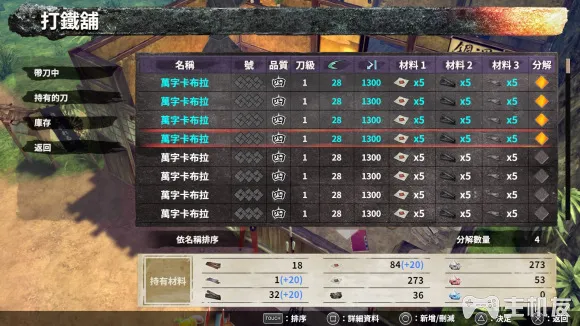 打鐵舖
名稱 號 品質 刀級 材料 1 材料 2 材料 3 分解
帶刀中
持有的刀
庫存
返回
萬字卡布拉 1 28 1300 x5 x5 x5
萬字卡布拉 1 28 1300 x5 x5 x5
萬字卡布拉 1 28 1300 x5 x5 x5
萬字卡布拉 1 28 1300 x5 x5 x5
萬字卡布拉 1 28 1300 x5 x5 x5
萬字卡布拉 1 28 1300 x5 x5 x5
萬字卡布拉 1 28 1300 x5 x5 x5
萬字卡布拉 1 28 1300 x5 x5 x5
依名稱排序 分解數量 4
持有材料
18 84(+20) 273
1(+20) 273 53
32(+20) 36 0
TOUCH:排序 □:詳細資料 ○:新增/刪減 △:決定 :返回
主机友